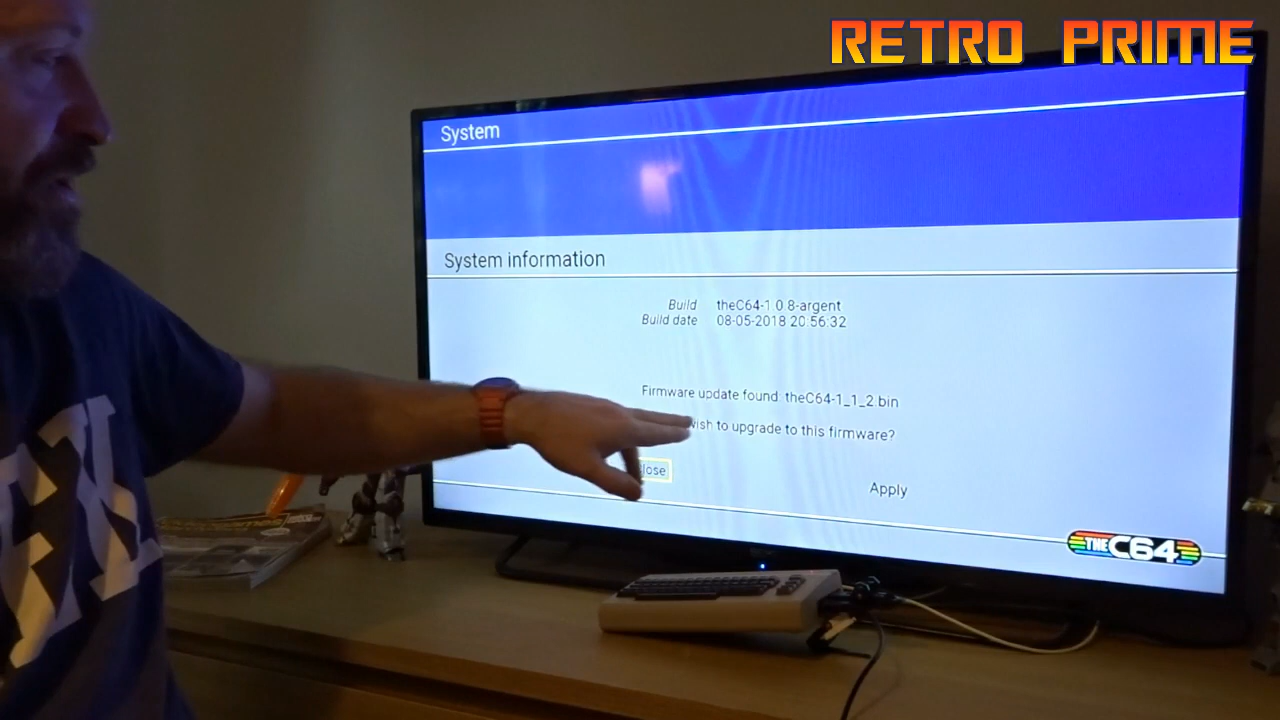 RETRO PRIME
System
System information
Build theC64-1.0.8-argent
Build date 08-05-2018 20:56:32
Firmware update found: theC64-1_1_2.bin
wish to upgrade to this firmware?
Close
Apply
THE C64